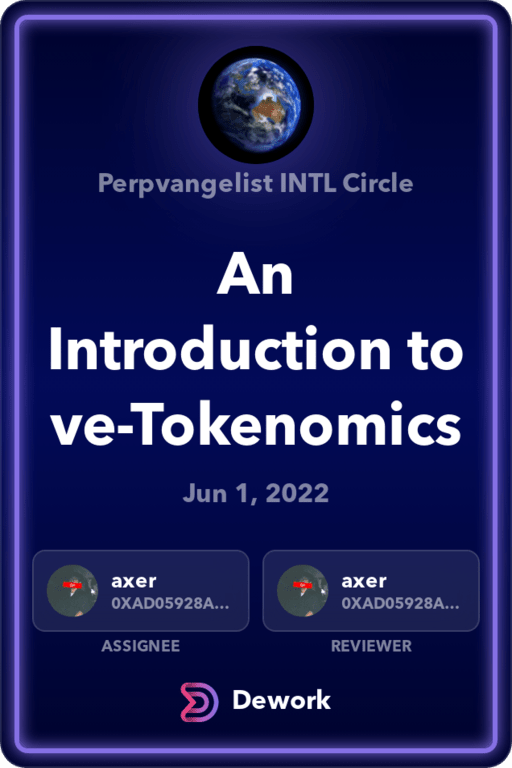 Perpvangelist INTL Circle
An
Introduction to
ve-Tokenomics
Jun 1, 2022
axer
0XAD05928A...
axer
0XAD05928A...
ASSIGNEE
REVIEWER
Dework